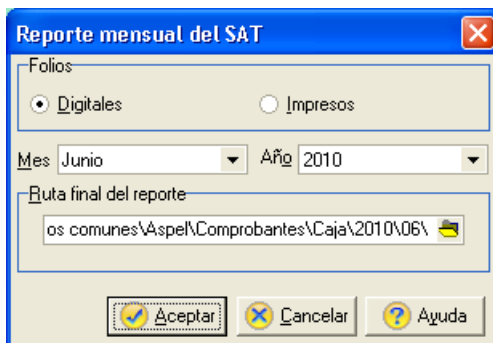 Reporte mensual del SAT
Folios
Digitales Impresos
Mes Junio Año 2010
Ruta final del reporte
os comunes\Aspel\Comprobantes\Caja\2010\06\
Aceptar Cancelar Ayuda